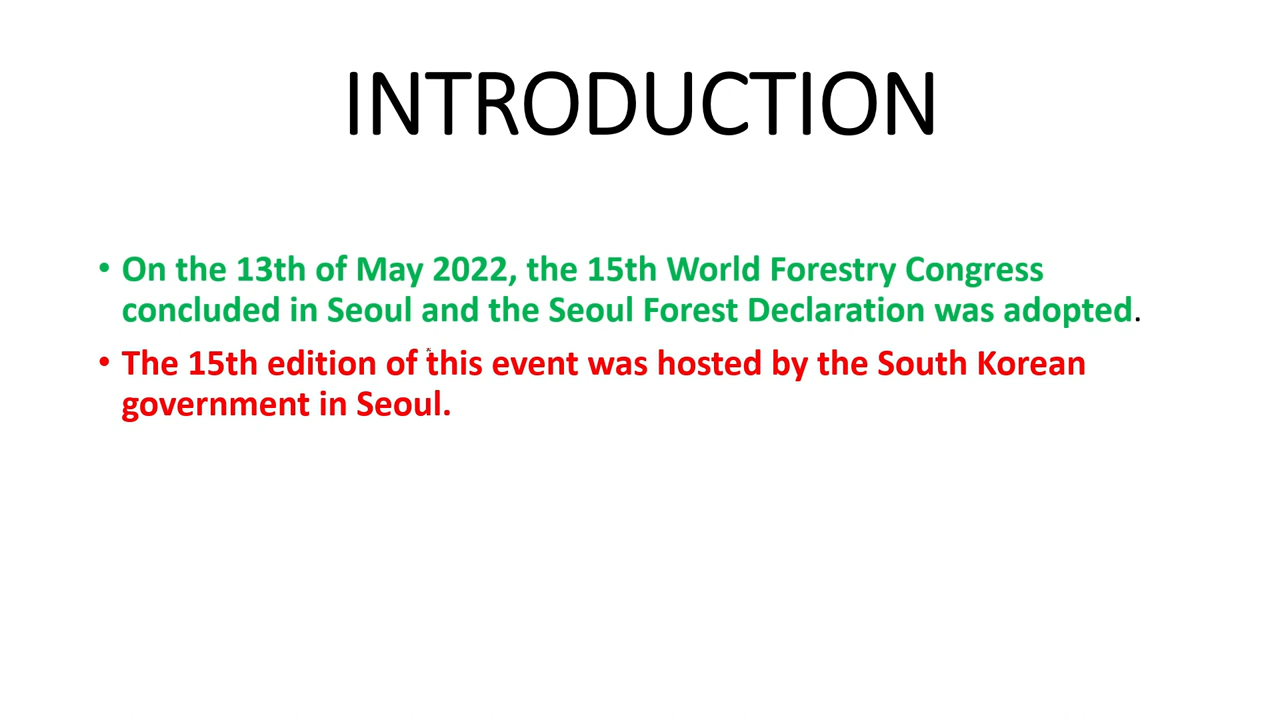 INTRODUCTION
• On the 13th of May 2022, the 15th World Forestry Congress
concluded in Seoul and the Seoul Forest Declaration was adopted.
• The 15th edition of this event was hosted by the South Korean
government in Seoul.